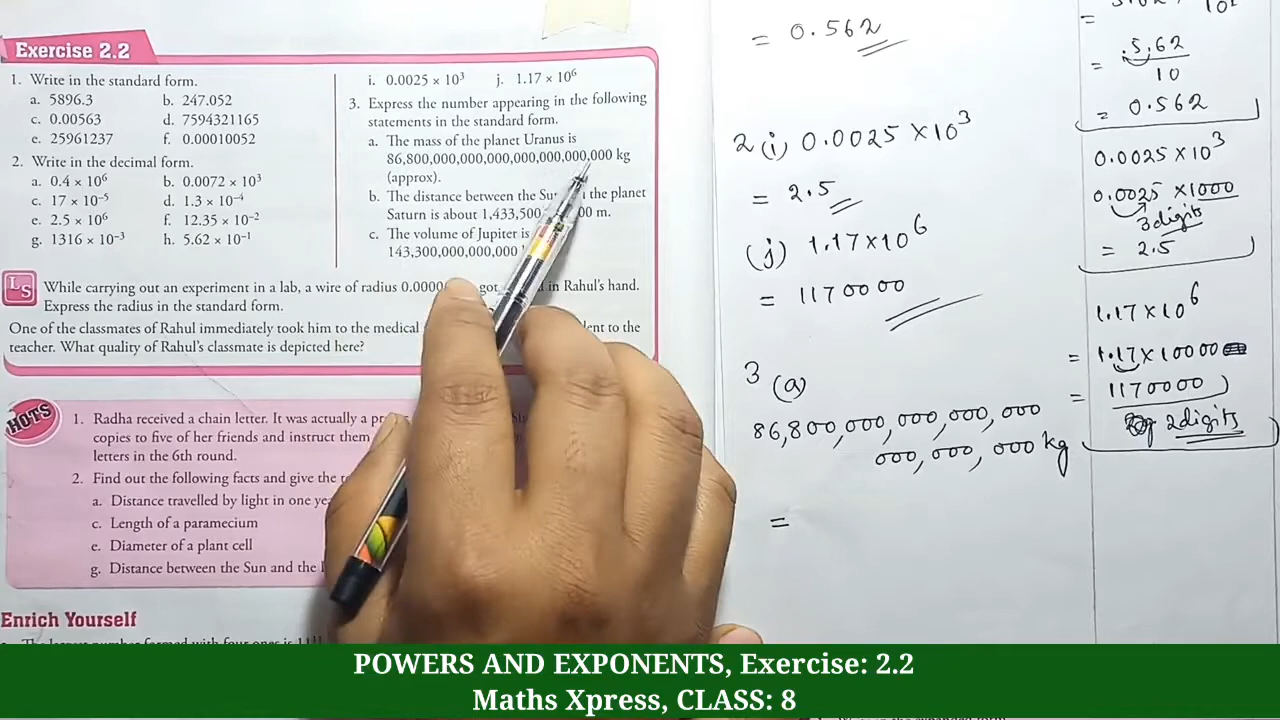 Exercise 2.2
1. Write in the standard form.
a. 5896.3 b. 247.052
c. 0.00563 d. 7594321165
e. 25961237 f. 0.00010052
2. Write in the decimal form.
a. 0.4 × 10⁶ b. 0.0072 × 10³
c. 17 × 10⁻⁵ d. 1.3 × 10⁻⁴
e. 2.5 × 10⁶ f. 12.35 × 10⁻²
g. 1316 × 10⁻³ h. 5.62 × 10⁻¹
i. 0.0025 × 10³ j. 1.17 × 10⁶
3. Express the number appearing in the following
statements in the standard form.
a. The mass of the planet Uranus is
86,800,000,000,000,000,000,000,000 kg
(approx).
b. The distance between the the planet
Saturn is about 1,433,500 m.
c. The volume of Jupiter is
143,300,000,000,000
LS
While carrying out an experiment in a lab, a wire of radius got in Rahul's hand.
Express the radius in the standard form.
One of the classmates of Rahul immediately took him to the medical to the
teacher. What quality of Rahul's classmate is depicted here?
HOTS
1. Radha received a chain letter. It was actually a
copies to five of her friends and instruct them
letters in the 6th round.
2. Find out the following facts and give the
a. Distance travelled by light in one
c. Length of a paramecium
e. Diameter of a plant cell
g. Distance between the Sun and the
Enrich Yourself
= 0.562
2 (i) 0.0025 × 10³
= 2.5
(j) 1.17 × 10⁶
= 1170000
3 (a)
86,800,000,000,000,000
000,000,000 kg
=
=
= 5.62
10
= 0.562
0.0025 × 10³
0.0025 × 1000
3 digits
= 2.5
1.17 × 10⁶
= 1.17 × 10000
= 1170000
2 digits
POWERS AND EXPONENTS, Exercise: 2.2
Maths Xpress, CLASS: 8